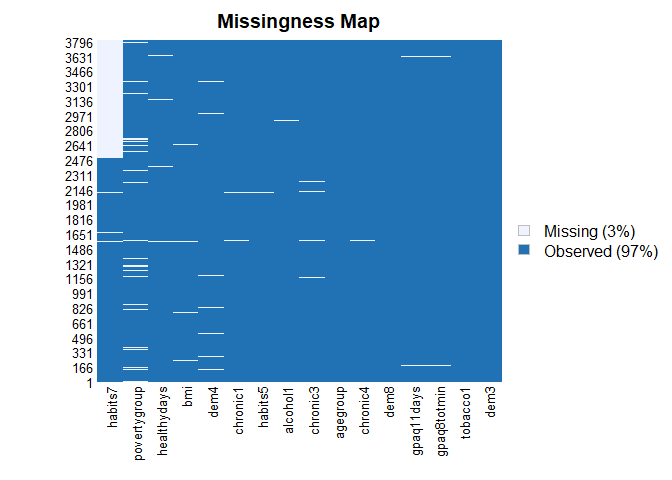 Missingness Map
3796
3631
3466
3301
3136
2971
2806
2641
2476
2311
2146
1981
1816
1651
1486
1321
1156
991
826
661
496
331
166
1
Missing (3%)
Observed (97%)
habits7
povertygroup
healthydays
bmi
dem4
chronic1
habits5
alcohol1
chronic3
agegroup
chronic4
dem8
gpaq11days
gpaq8totmin
tobacco1
dem3